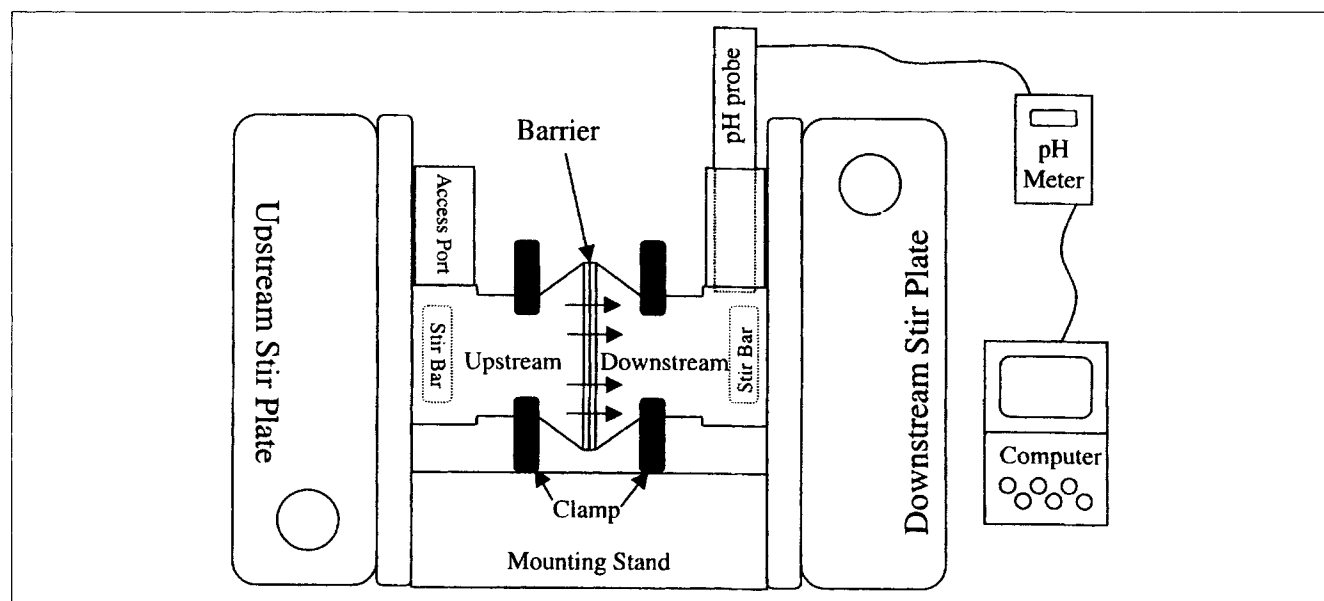 pH probe
Barrier
pH
Meter
Access Port
Upstream Stir Plate
Downstream Stir Plate
Stir Bar
Upstream
Downstream
Stir Bar
Computer
Clamp
Mounting Stand